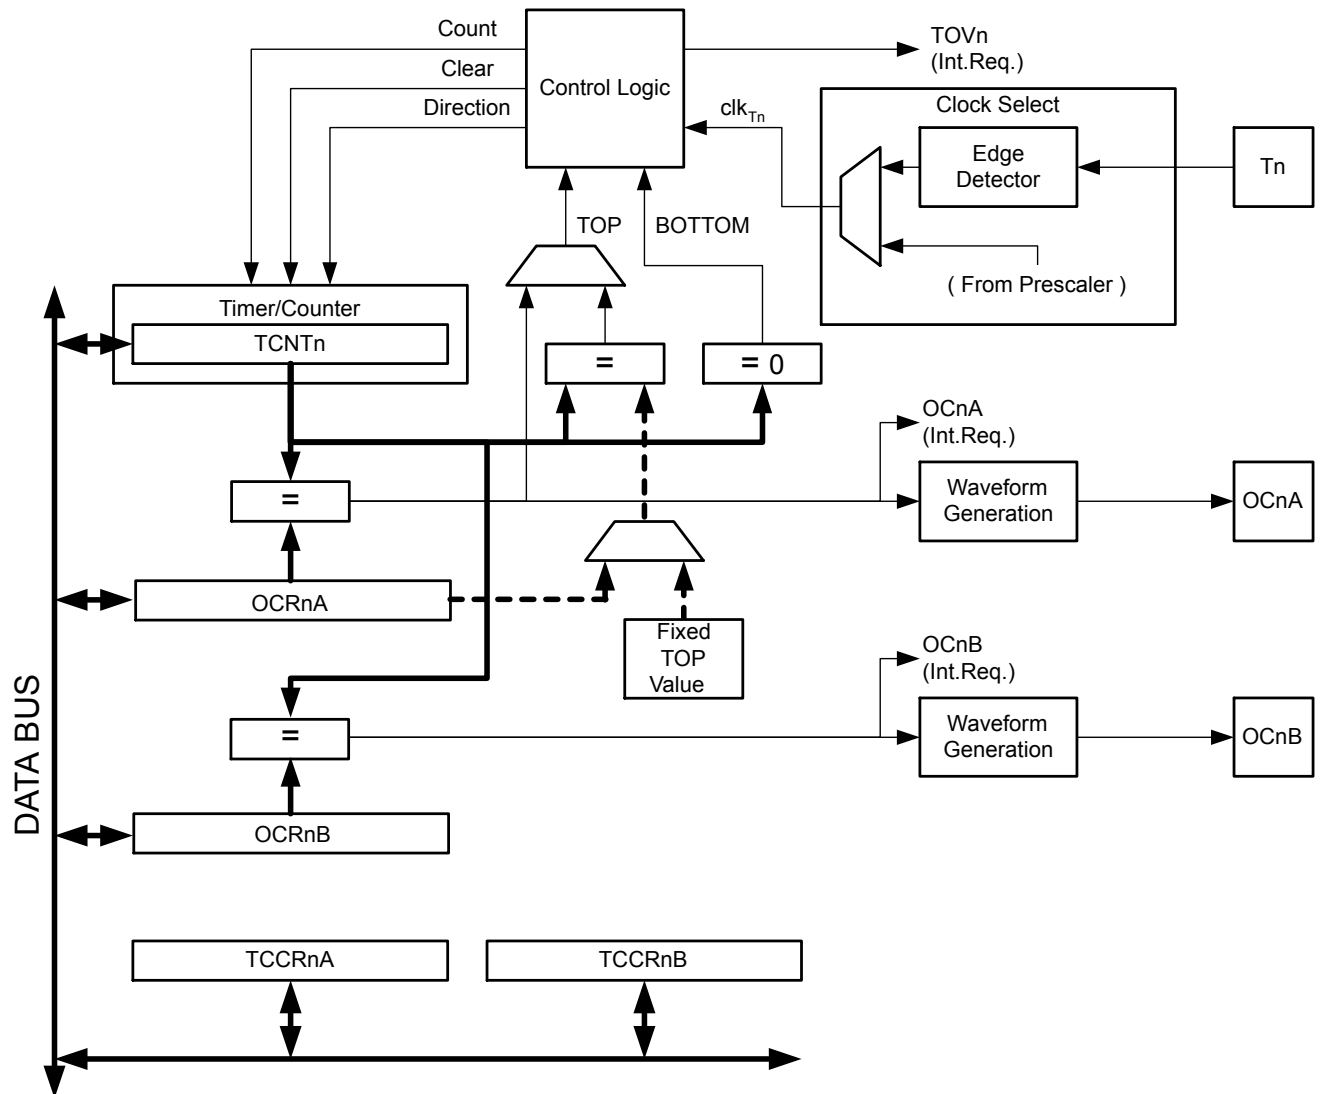 Count
Clear
Direction
Control Logic
TOVn
(Int.Req.)
clkTn
Clock Select
Edge
Detector
Tn
( From Prescaler )
TOP
BOTTOM
Timer/Counter
TCNTn
=
= 0
OCnA
(Int.Req.)
=
Waveform
Generation
OCnA
OCRnA
Fixed
TOP
Value
OCnB
(Int.Req.)
=
Waveform
Generation
OCnB
OCRnB
DATA BUS
TCCRnA
TCCRnB